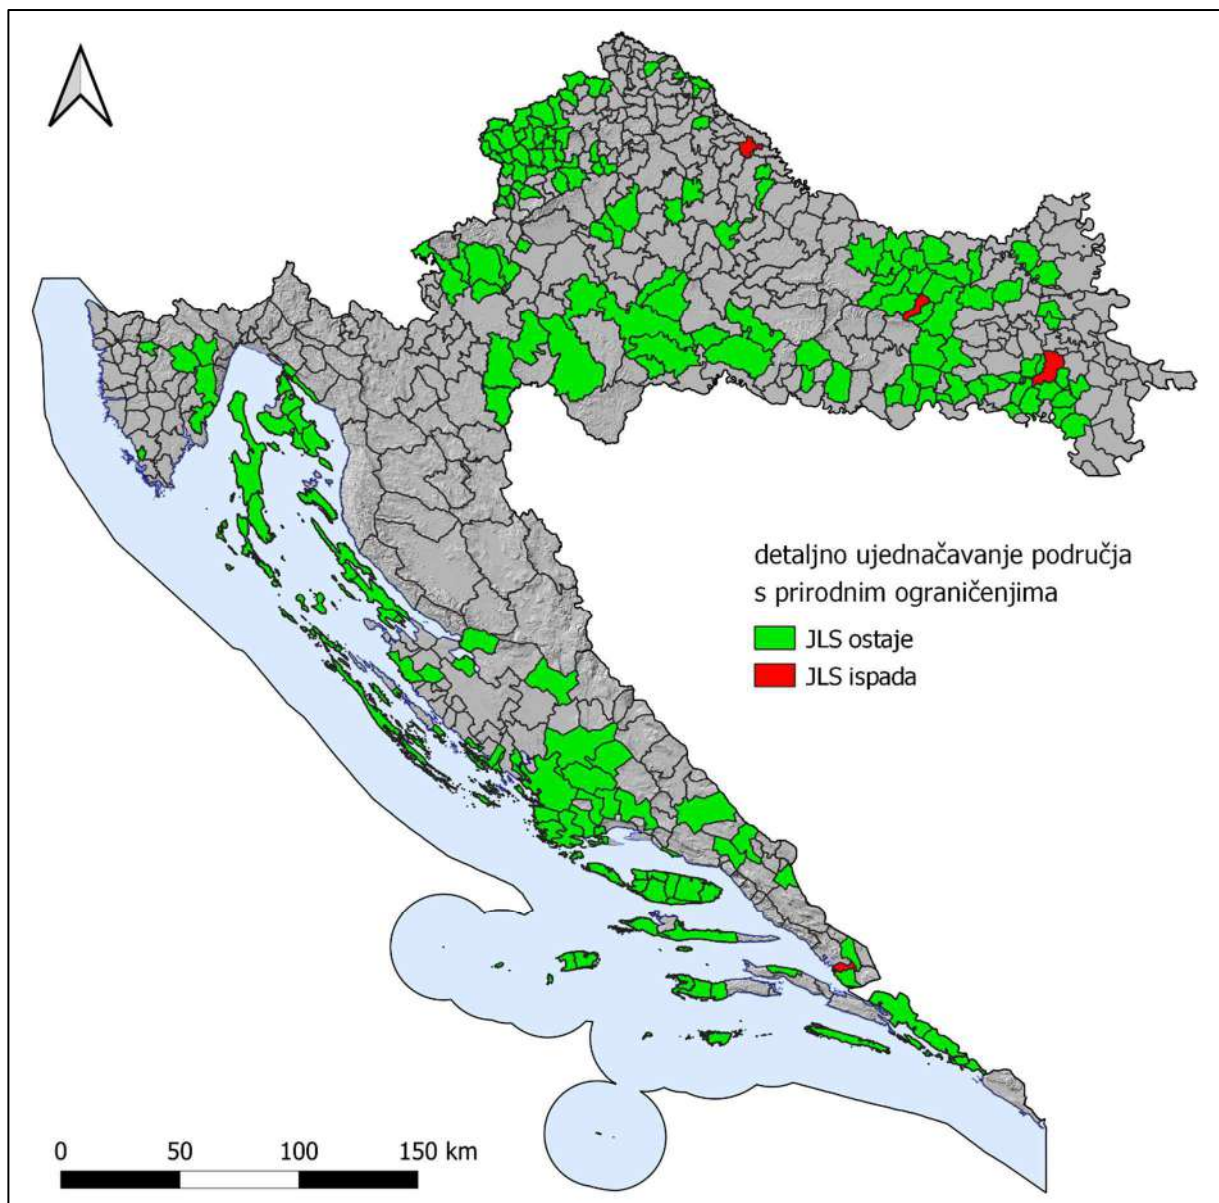 detaljno ujednačavanje područja
s prirodnim ograničenjima
JLS ostaje
JLS ispada
0 50 100 150 km